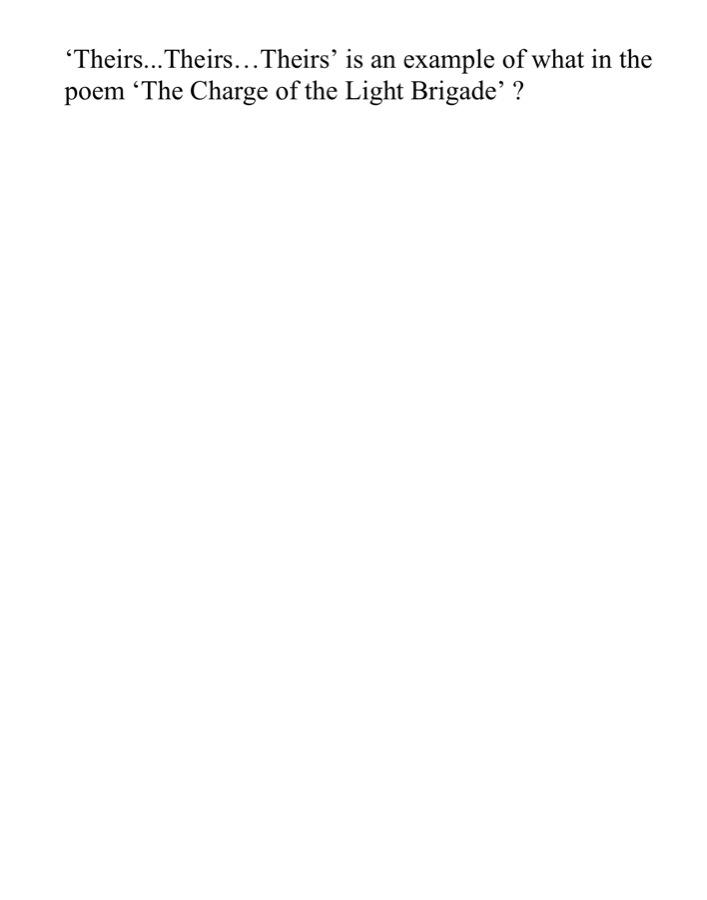 ‘Theirs...Theirs…Theirs’ is an example of what in the
poem ‘The Charge of the Light Brigade’ ?